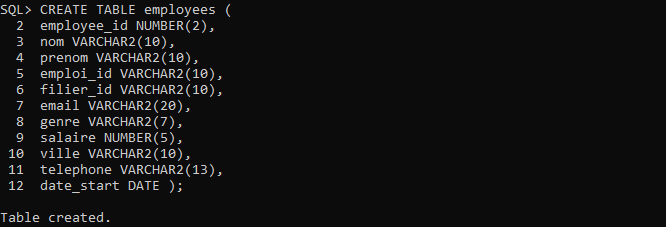 SQL> CREATE TABLE employees (
  2  employee_id NUMBER(2),
  3  nom VARCHAR2(10),
  4  prenom VARCHAR2(10),
  5  emploi_id VARCHAR2(10),
  6  filier_id VARCHAR2(10),
  7  email VARCHAR2(20),
  8  genre VARCHAR2(7),
  9  salaire NUMBER(5),
 10  ville VARCHAR2(10),
 11  telephone VARCHAR2(13),
 12  date_start DATE );
Table created.